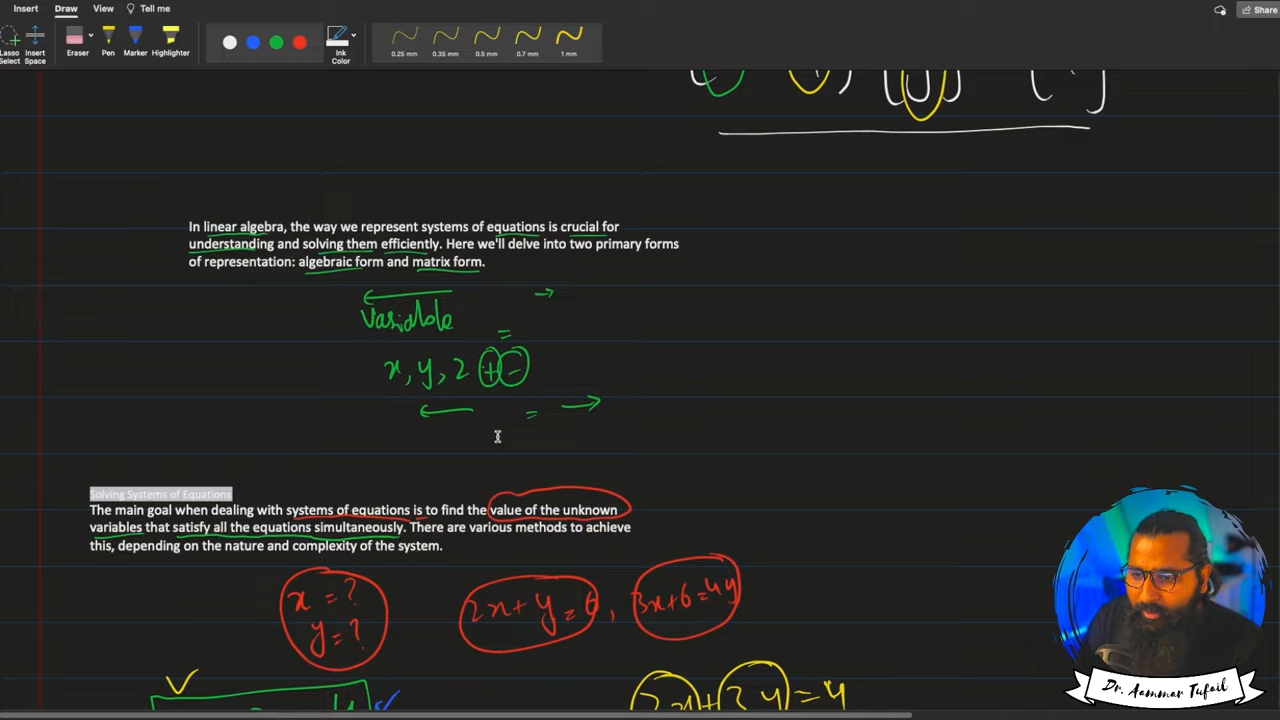 Insert Draw View Tell me
Share
Lasso Select
Insert Space
Eraser
Pen
Marker
Highlighter
Ink Color
0.25 mm
0.35 mm
0.5 mm
0.7 mm
1 mm
In linear algebra, the way we represent systems of equations is crucial for
understanding and solving them efficiently. Here we'll delve into two primary forms
of representation: algebraic form and matrix form.
Variable
=
x, y, 2 + -
=
Solving Systems of Equations
The main goal when dealing with systems of equations is to find the value of the unknown
variables that satisfy all the equations simultaneously. There are various methods to achieve
this, depending on the nature and complexity of the system.
x = ?
y = ?
2x + y = 6, 3x+6=4y
2x + 3y = 4
Dr. Aammar Tufail